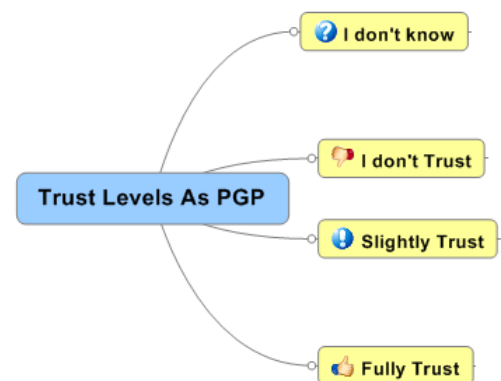 I don't know
I don't Trust
Trust Levels As PGP
Slightly Trust
Fully Trust